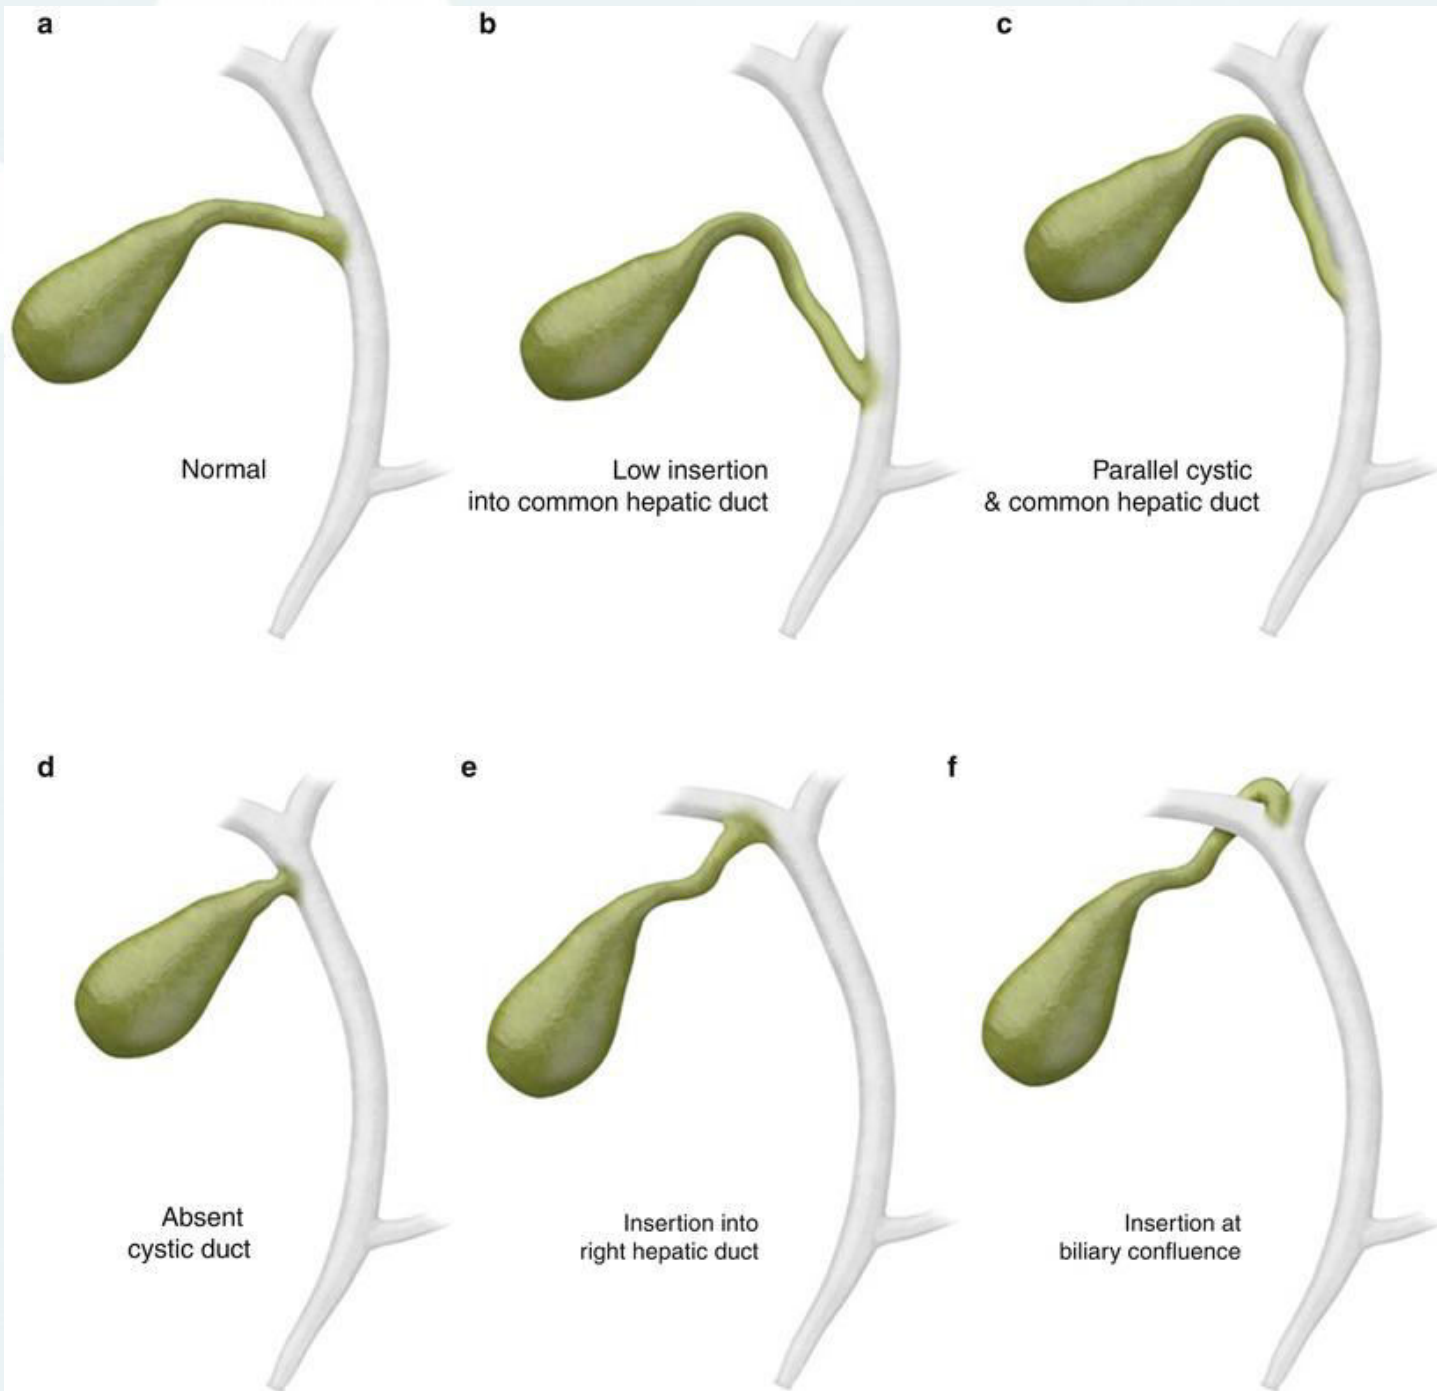 a
b
c
Normal
Low insertion
into common hepatic duct
Parallel cystic
& common hepatic duct
d
e
f
Absent
cystic duct
Insertion into
right hepatic duct
Insertion at
biliary confluence